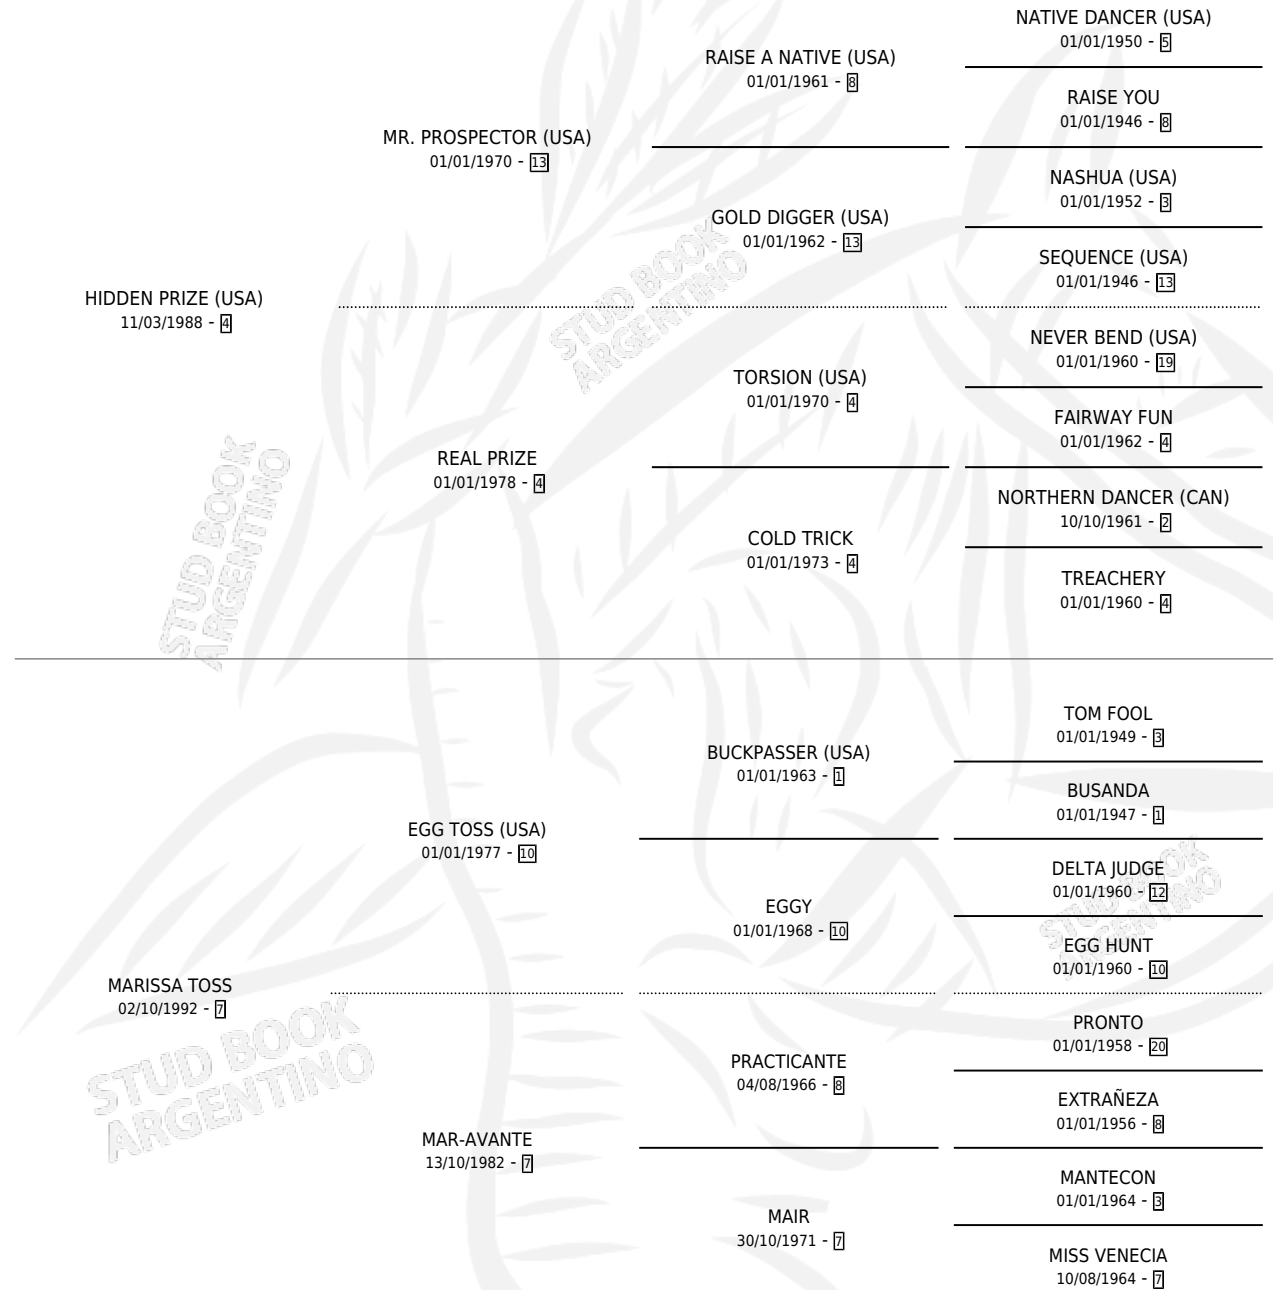 NATIVE DANCER (USA)
01/01/1950 - 5
RAISE A NATIVE (USA)
01/01/1961 - 8
RAISE YOU
01/01/1946 - 8
MR. PROSPECTOR (USA)
01/01/1970 - 13
NASHUA (USA)
01/01/1952 - 3
GOLD DIGGER (USA)
01/01/1962 - 13
SEQUENCE (USA)
01/01/1946 - 13
HIDDEN PRIZE (USA)
11/03/1988 - 4
NEVER BEND (USA)
01/01/1960 - 19
TORSION (USA)
01/01/1970 - 4
FAIRWAY FUN
01/01/1962 - 4
REAL PRIZE
01/01/1978 - 4
NORTHERN DANCER (CAN)
10/10/1961 - 2
COLD TRICK
01/01/1973 - 4
TREACHERY
01/01/1960 - 4
TOM FOOL
01/01/1949 - 3
BUCKPASSER (USA)
01/01/1963 - 1
BUSANDA
01/01/1947 - 1
EGG TOSS (USA)
01/01/1977 - 10
DELTA JUDGE
01/01/1960 - 12
EGGY
01/01/1968 - 10
EGG HUNT
01/01/1960 - 10
MARISSA TOSS
02/10/1992 - 7
PRONTO
01/01/1958 - 20
PRACTICANTE
04/08/1966 - 8
EXTRAÑEZA
01/01/1956 - 8
MAR-AVANTE
13/10/1982 - 7
MANTECON
01/01/1964 - 3
MAIR
30/10/1971 - 7
MISS VENECIA
10/08/1964 - 7
STUD BOOK
ARGENTINO
STUD BOOK
ARGENTINO
STUD BOOK
ARGENTINO
STUD BOOK
ARGENTINO